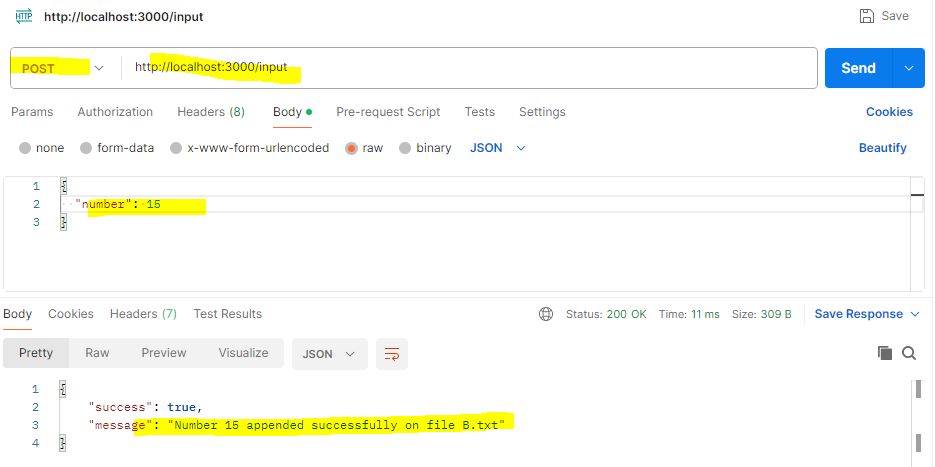 HTTP http://localhost:3000/input Save
POST http://localhost:3000/input Send
Params Authorization Headers (8) Body Pre-request Script Tests Settings Cookies
none form-data x-www-form-urlencoded raw binary JSON Beautify
1 {
2 "number": 15
3 }
Body Cookies Headers (7) Test Results Status: 200 OK Time: 11 ms Size: 309 B Save Response
Pretty Raw Preview Visualize JSON
1 {
2 "success": true,
3 "message": "Number 15 appended successfully on file B.txt"
4 }